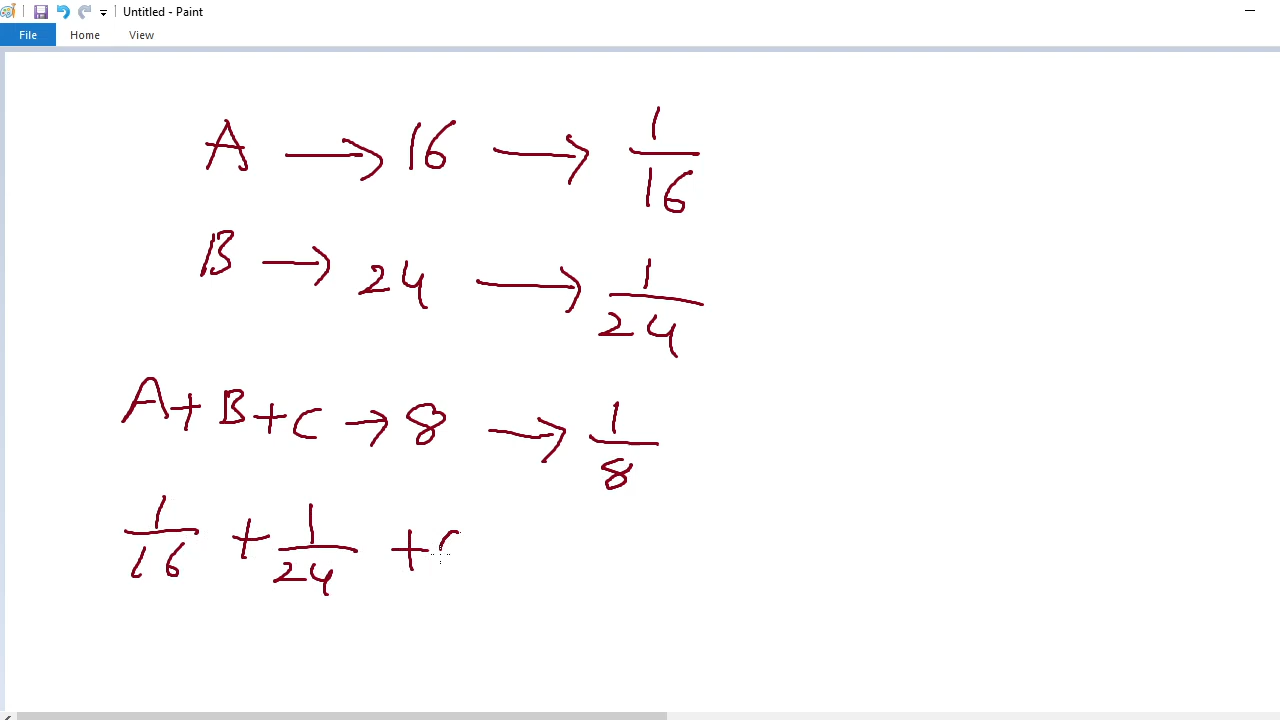 Untitled - Paint
File Home View
A → 16 → 1/16
B → 24 → 1/24
A+B+C → 8 → 1/8
1/16 + 1/24 +